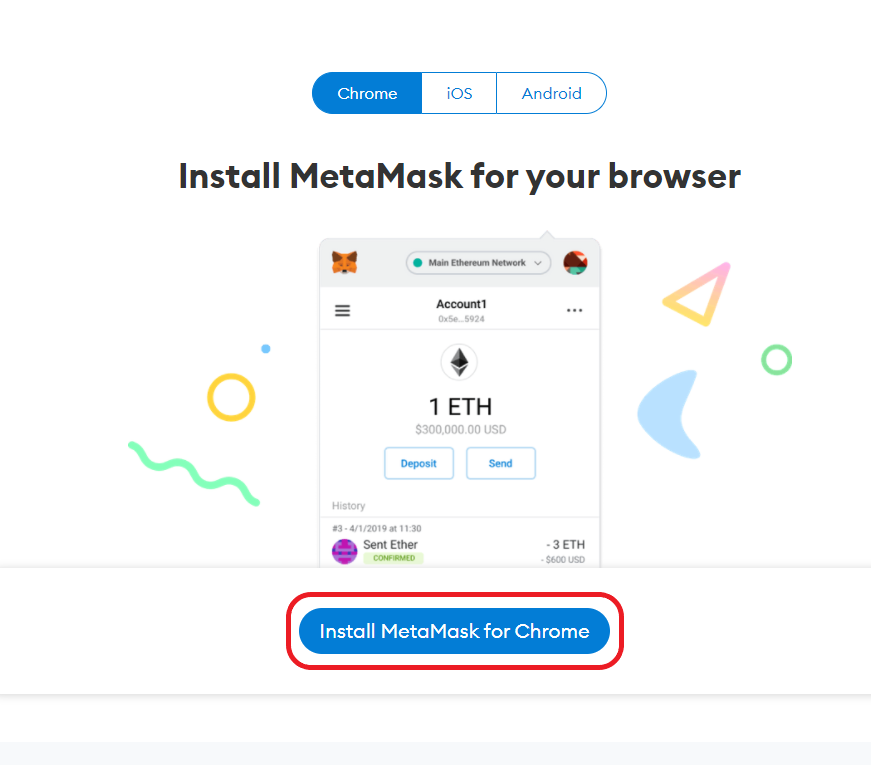 Chrome
iOS
Android
Install MetaMask for your browser
Main Ethereum Network
Account1
0x5e...5924
1 ETH
$300,000.00 USD
Deposit
Send
History
#3 - 4/1/2019 at 11:30
Sent Ether
- 3 ETH
CONFIRMED
- $600 USD
Install MetaMask for Chrome